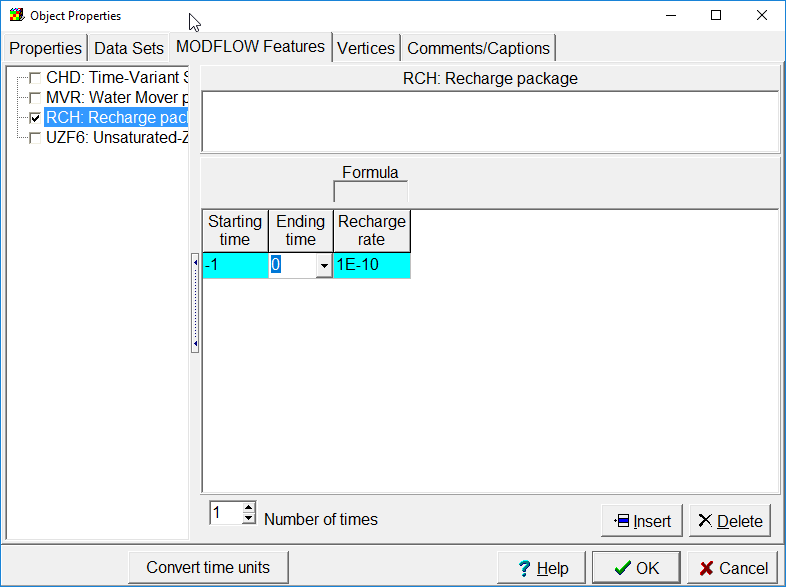 Object Properties
Properties
Data Sets
MODFLOW Features
Vertices
Comments/Captions
CHD: Time-Variant S
MVR: Water Mover p
RCH: Recharge pac
UZF6: Unsaturated-Z
RCH: Recharge package
Formula
Starting
time
Ending
time
Recharge
rate
-1
0
1E-10
1
Number of times
Insert
Delete
Convert time units
? Help
OK
Cancel